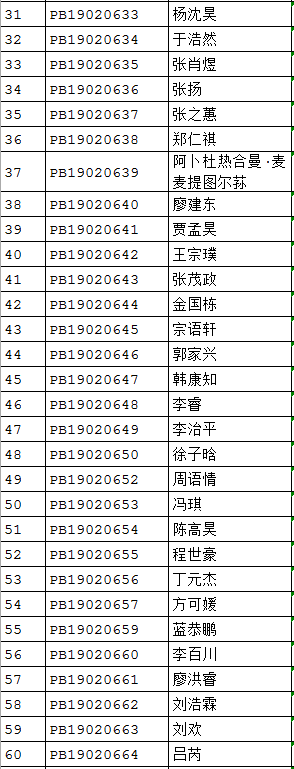 31 PB19020633 杨沈昊
32 PB19020634 于浩然
33 PB19020635 张肖煜
34 PB19020636 张扬
35 PB19020637 张之蕙
36 PB19020638 郑仁祺
37 PB19020639 阿卜杜热合曼·麦
麦提图尔荪
38 PB19020640 廖建东
39 PB19020641 贾孟昊
40 PB19020642 王宗璞
41 PB19020643 张茂政
42 PB19020644 金国栋
43 PB19020645 宗语轩
44 PB19020646 郭家兴
45 PB19020647 韩康知
46 PB19020648 李睿
47 PB19020649 李治平
48 PB19020650 徐子晗
49 PB19020652 周语情
50 PB19020653 冯琪
51 PB19020654 陈高昊
52 PB19020655 程世豪
53 PB19020656 丁元杰
54 PB19020657 方可媛
55 PB19020659 蓝恭鹏
56 PB19020660 李百川
57 PB19020661 廖洪睿
58 PB19020662 刘浩霖
59 PB19020663 刘欢
60 PB19020664 吕芮